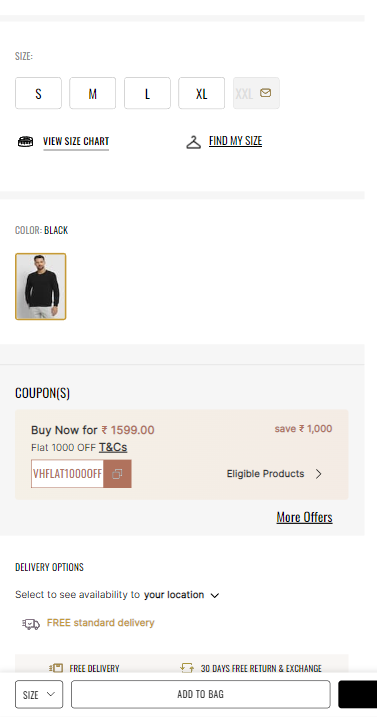 SIZE:
S M L XL XXL
VIEW SIZE CHART FIND MY SIZE
COLOR: BLACK
COUPON(S)
Buy Now for ₹ 1599.00 save ₹ 1,000
Flat 1000 OFF T&Cs
VHFLAT1000OFF Eligible Products
More Offers
DELIVERY OPTIONS
Select to see availability to your location
FREE standard delivery
FREE DELIVERY 30 DAYS FREE RETURN & EXCHANGE
SIZE ADD TO BAG